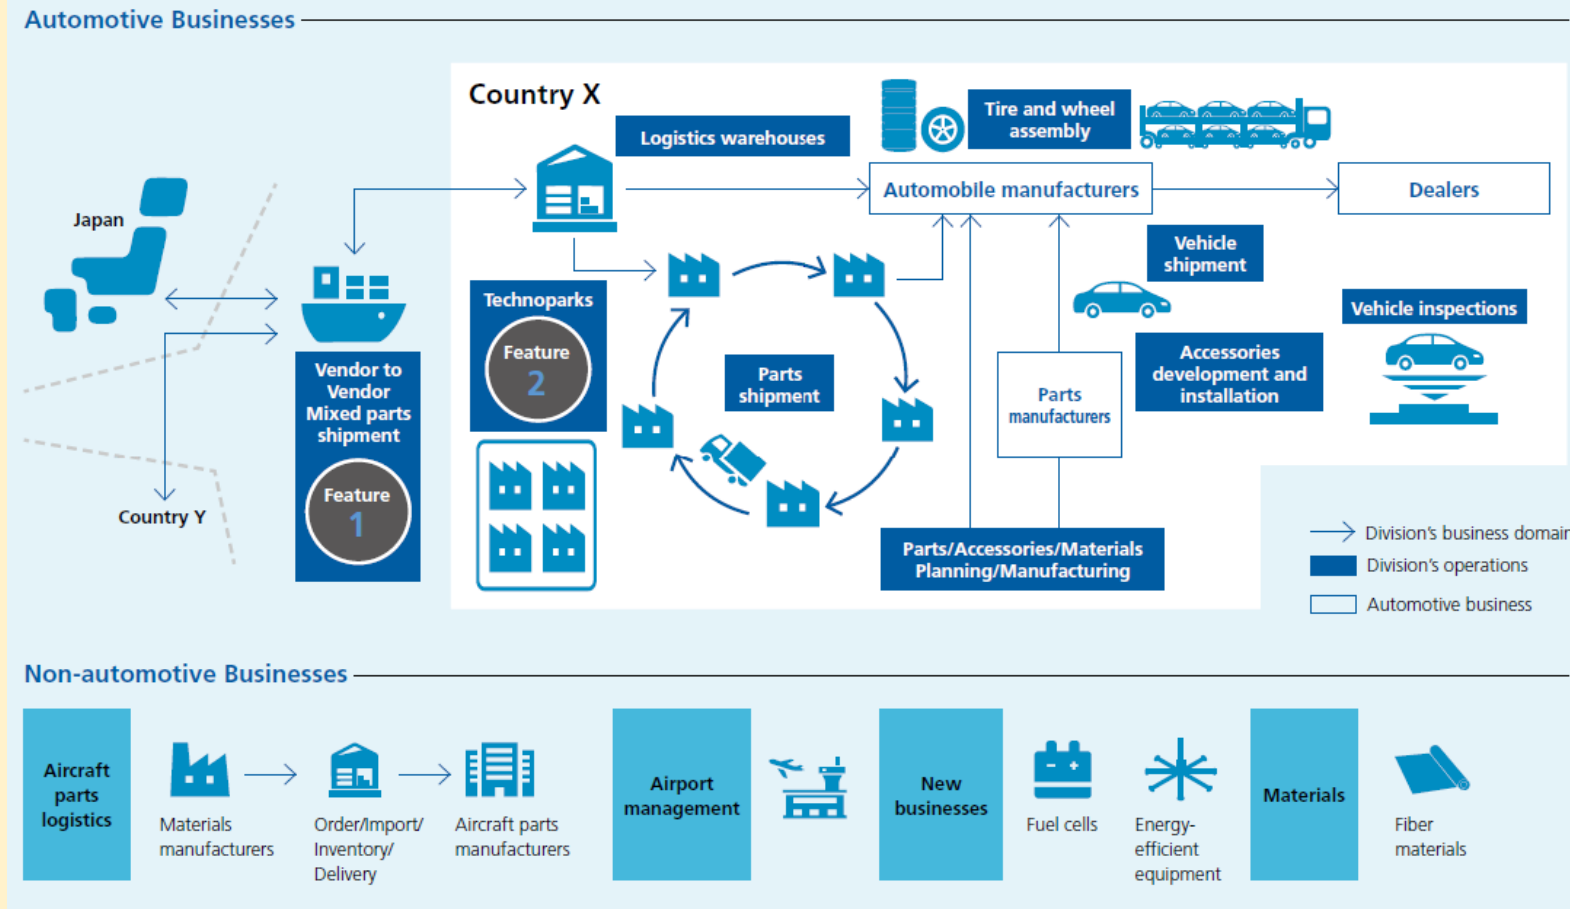 Automotive Businesses
Country X
Logistics warehouses
Tire and wheel
assembly
Automobile manufacturers
Dealers
Japan
Vehicle
shipment
Technoparks
Feature
2
Vehicle inspections
Vendor to
Vendor
Mixed parts
shipment
Feature
1
Parts
shipment
Parts
manufacturers
Accessories
development and
installation
Country Y
Parts/Accessories/Materials
Planning/Manufacturing
Division's business domain
Division's operations
Automotive business
Non-automotive Businesses
Aircraft
parts
logistics
Materials
manufacturers
Order/Import/
Inventory/
Delivery
Aircraft parts
manufacturers
Airport
management
New
businesses
Fuel cells
Energy-
efficient
equipment
Materials
Fiber
materials